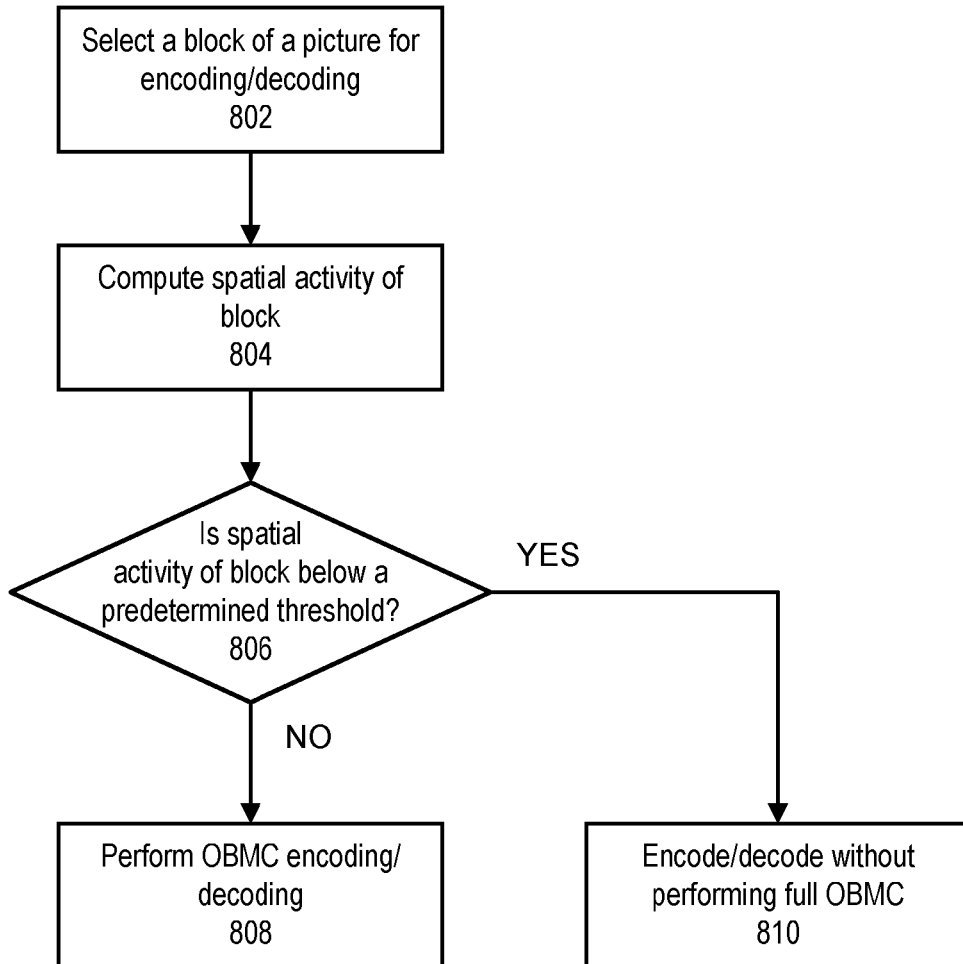 Select a block of a picture for
encoding/decoding
802
Compute spatial activity of
block
804
Is spatial
activity of block below a
predetermined threshold?
806
YES
NO
Perform OBMC encoding/
decoding
808
Encode/decode without
performing full OBMC
810